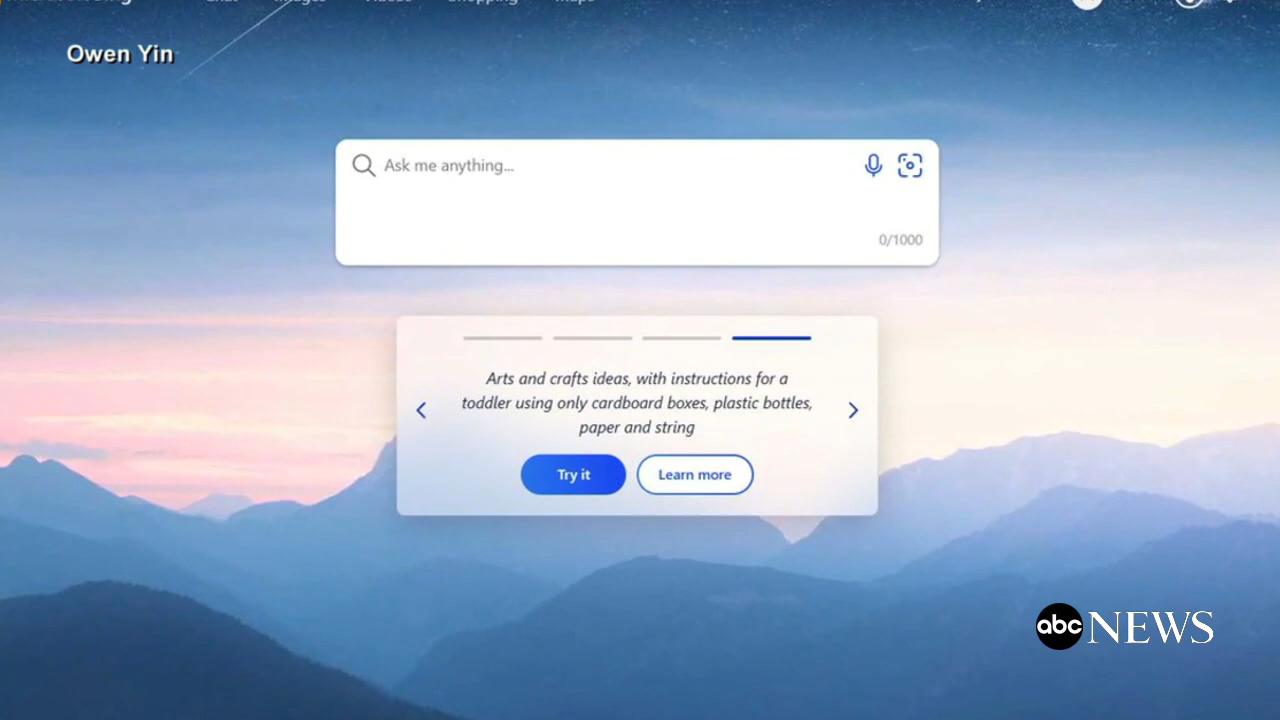 Owen Yin
Ask me anything...
0/1000
Arts and crafts ideas, with instructions for a
toddler using only cardboard boxes, plastic bottles,
paper and string
Try it
Learn more
abc NEWS